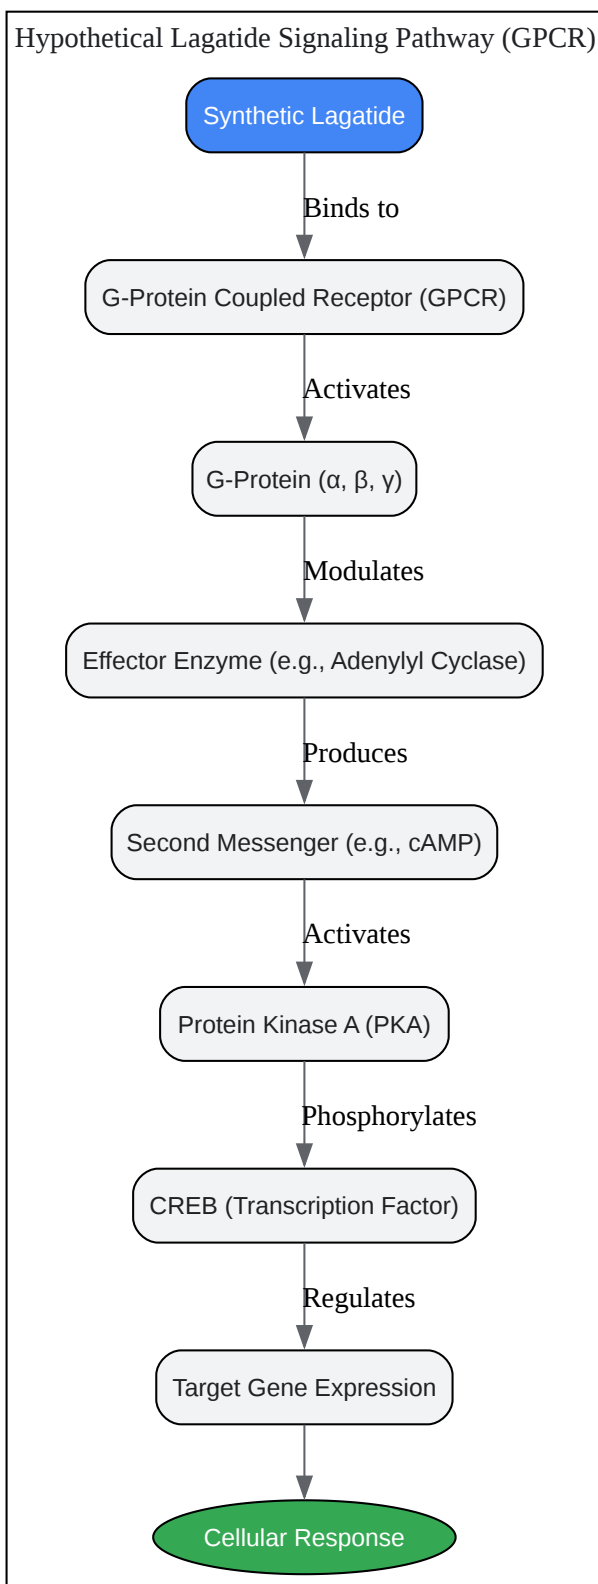 Hypothetical Lagatide Signaling Pathway (GPCR)
Synthetic Lagatide
Binds to
G-Protein Coupled Receptor (GPCR)
Activates
G-Protein (α, β, γ)
Modulates
Effector Enzyme (e.g., Adenylyl Cyclase)
Produces
Second Messenger (e.g., cAMP)
Activates
Protein Kinase A (PKA)
Phosphorylates
CREB (Transcription Factor)
Regulates
Target Gene Expression
Cellular Response